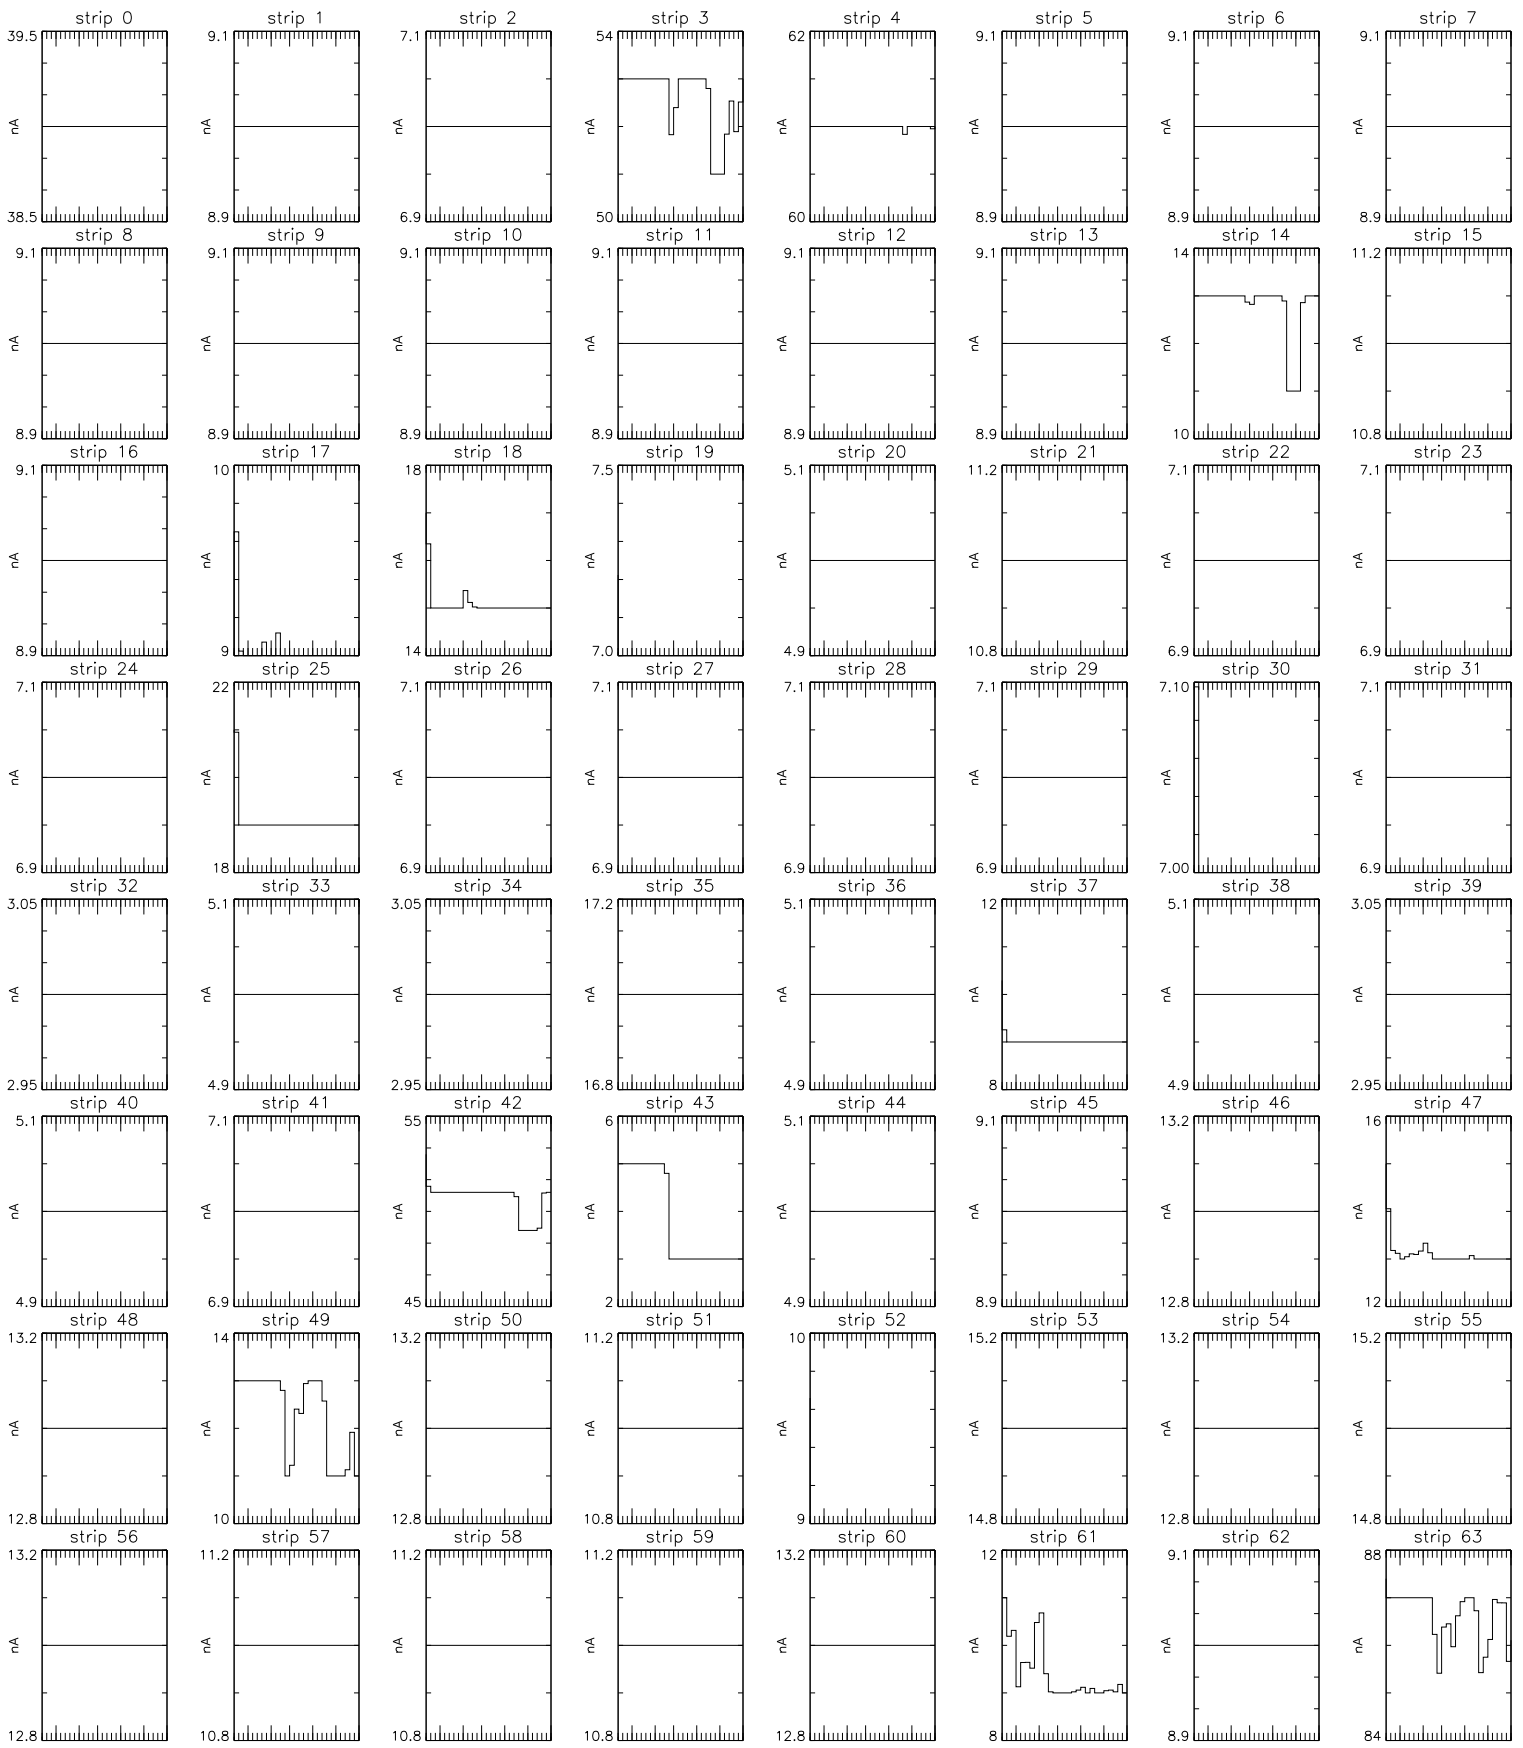 strip 0 strip 1 strip 2 strip 3 strip 4 strip 5 strip 6 strip 7
39.5 9.1 7.1 54 62 9.1 9.1 9.1
nA nA nA nA nA nA nA nA
38.5 8.9 6.9 50 60 8.9 8.9 8.9
strip 8 strip 9 strip 10 strip 11 strip 12 strip 13 strip 14 strip 15
9.1 9.1 9.1 9.1 9.1 9.1 14 11.2
nA nA nA nA nA nA nA nA
8.9 8.9 8.9 8.9 8.9 8.9 10 10.8
strip 16 strip 17 strip 18 strip 19 strip 20 strip 21 strip 22 strip 23
9.1 10 18 7.5 5.1 11.2 7.1 7.1
nA nA nA nA nA nA nA nA
8.9 9 14 7.0 4.9 10.8 6.9 6.9
strip 24 strip 25 strip 26 strip 27 strip 28 strip 29 strip 30 strip 31
7.1 22 7.1 7.1 7.1 7.1 7.10 7.1
nA nA nA nA nA nA nA nA
6.9 18 6.9 6.9 6.9 6.9 7.00 6.9
strip 32 strip 33 strip 34 strip 35 strip 36 strip 37 strip 38 strip 39
3.05 5.1 3.05 17.2 5.1 12 5.1 3.05
nA nA nA nA nA nA nA nA
2.95 4.9 2.95 16.8 4.9 8 4.9 2.95
strip 40 strip 41 strip 42 strip 43 strip 44 strip 45 strip 46 strip 47
5.1 7.1 55 6 5.1 9.1 13.2 16
nA nA nA nA nA nA nA nA
4.9 6.9 45 2 4.9 8.9 12.8 12
strip 48 strip 49 strip 50 strip 51 strip 52 strip 53 strip 54 strip 55
13.2 14 13.2 11.2 10 15.2 13.2 15.2
nA nA nA nA nA nA nA nA
12.8 10 12.8 10.8 9 14.8 12.8 14.8
strip 56 strip 57 strip 58 strip 59 strip 60 strip 61 strip 62 strip 63
13.2 11.2 11.2 11.2 13.2 12 9.1 88
nA nA nA nA nA nA nA nA
12.8 10.8 10.8 10.8 12.8 8 8.9 84